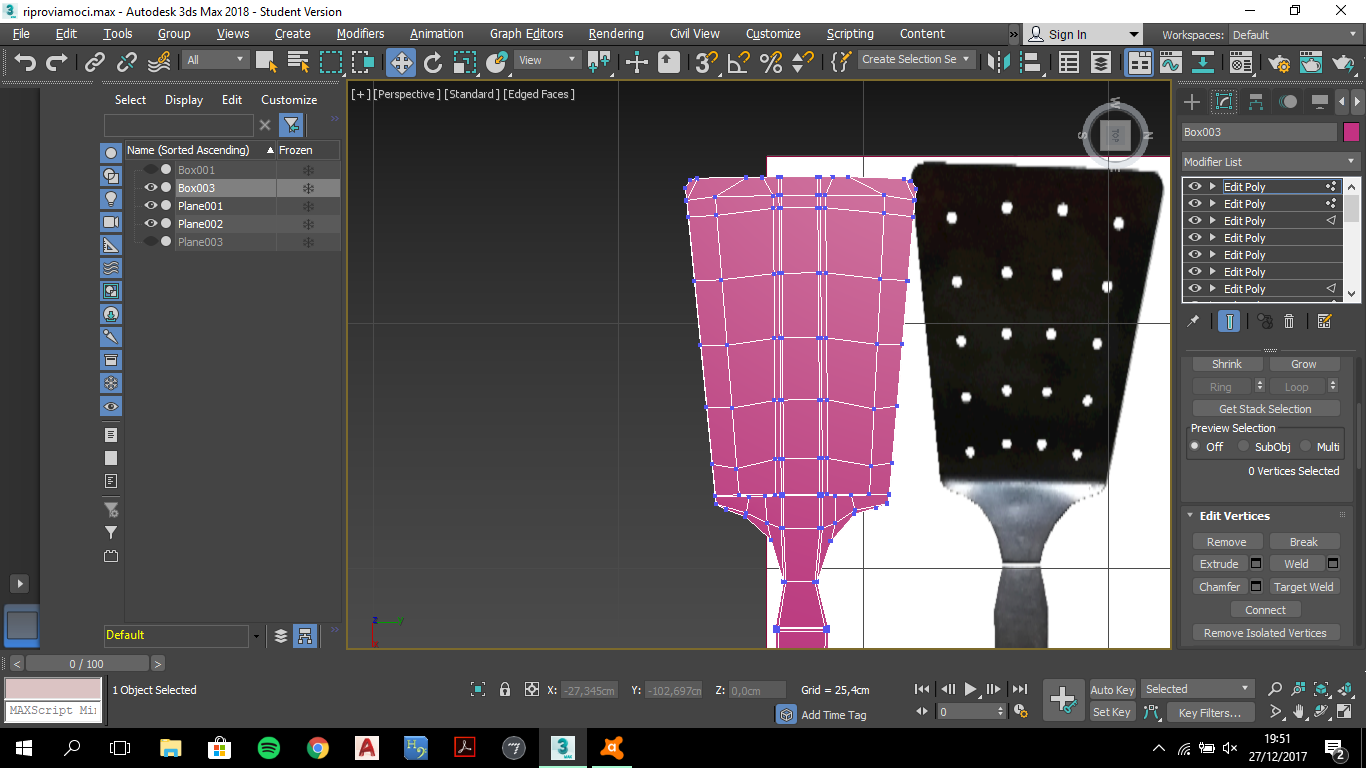 riproviamoci.max - Autodesk 3ds Max 2018 - Student Version
File Edit Tools Group Views Create Modifiers Animation Graph Editors Rendering Civil View Customize Scripting Content » Sign In Workspaces: Default
All View Create Selection Se
Select Display Edit Customize
[+] [Perspective] [Standard] [Edged Faces]
Name (Sorted Ascending) Frozen
Box001
Box003
Plane001
Plane002
Plane003
Box003
Modifier List
Edit Poly
Edit Poly
Edit Poly
Edit Poly
Edit Poly
Edit Poly
Edit Poly
Shrink Grow
Ring Loop
Get Stack Selection
Preview Selection
Off SubObj Multi
0 Vertices Selected
Edit Vertices
Remove Break
Extrude Weld
Chamfer Target Weld
Connect
Remove Isolated Vertices
W
S TOP N
E
z y
x
Default
< 0 / 100 >
1 Object Selected
MAXScript Min
X: -27,345cm Y: -102,697cm Z: 0,0cm Grid = 25,4cm
Add Time Tag
0
Auto Key Selected
Set Key Key Filters...
19:51
27/12/2017
2